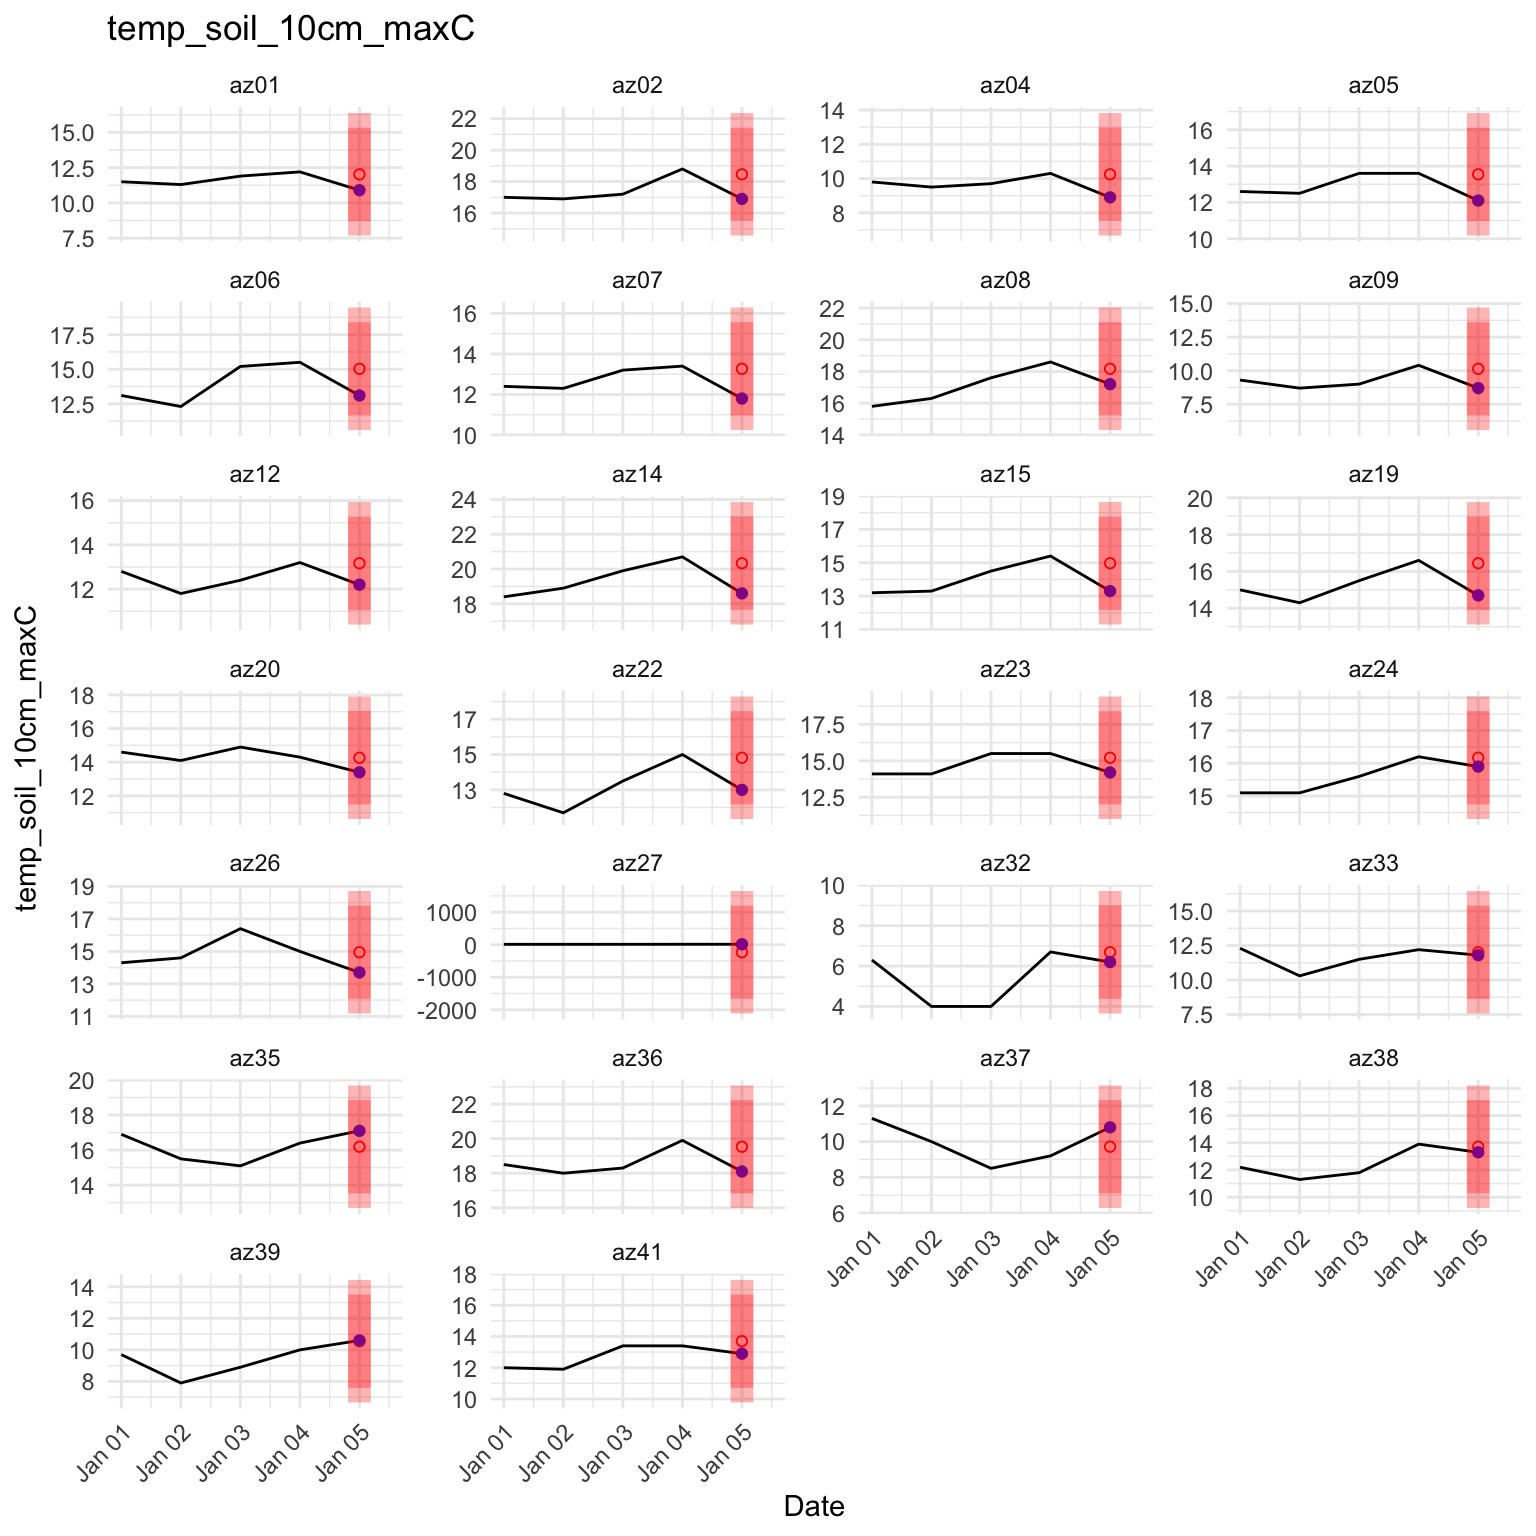 temp_soil_10cm_maxC
az01 az02 az04 az05
15.0 12.5 10.0 7.5
22 20 18 16
14 12 10 8
16 14 12 10
az06 az07 az08 az09
17.5 15.0 12.5
16 14 12 10
22 20 18 16 14
15.0 12.5 10.0 7.5
az12 az14 az15 az19
16 14 12
24 22 20 18
19 17 15 13 11
20 18 16 14
az20 az22 az23 az24
18 16 14 12
17 15 13
17.5 15.0 12.5
18 17 16 15
az26 az27 az32 az33
19 17 15 13 11
1000 0 -1000 -2000
10 8 6 4
15.0 12.5 10.0 7.5
az35 az36 az37 az38
20 18 16 14
22 20 18 16
12 10 8 6
18 16 14 12 10
Jan 01 Jan 02 Jan 03 Jan 04 Jan 05
Jan 01 Jan 02 Jan 03 Jan 04 Jan 05
az39 az41
14 12 10 8
18 16 14 12 10
Jan 01 Jan 02 Jan 03 Jan 04 Jan 05
Jan 01 Jan 02 Jan 03 Jan 04 Jan 05
temp_soil_10cm_maxC
Date